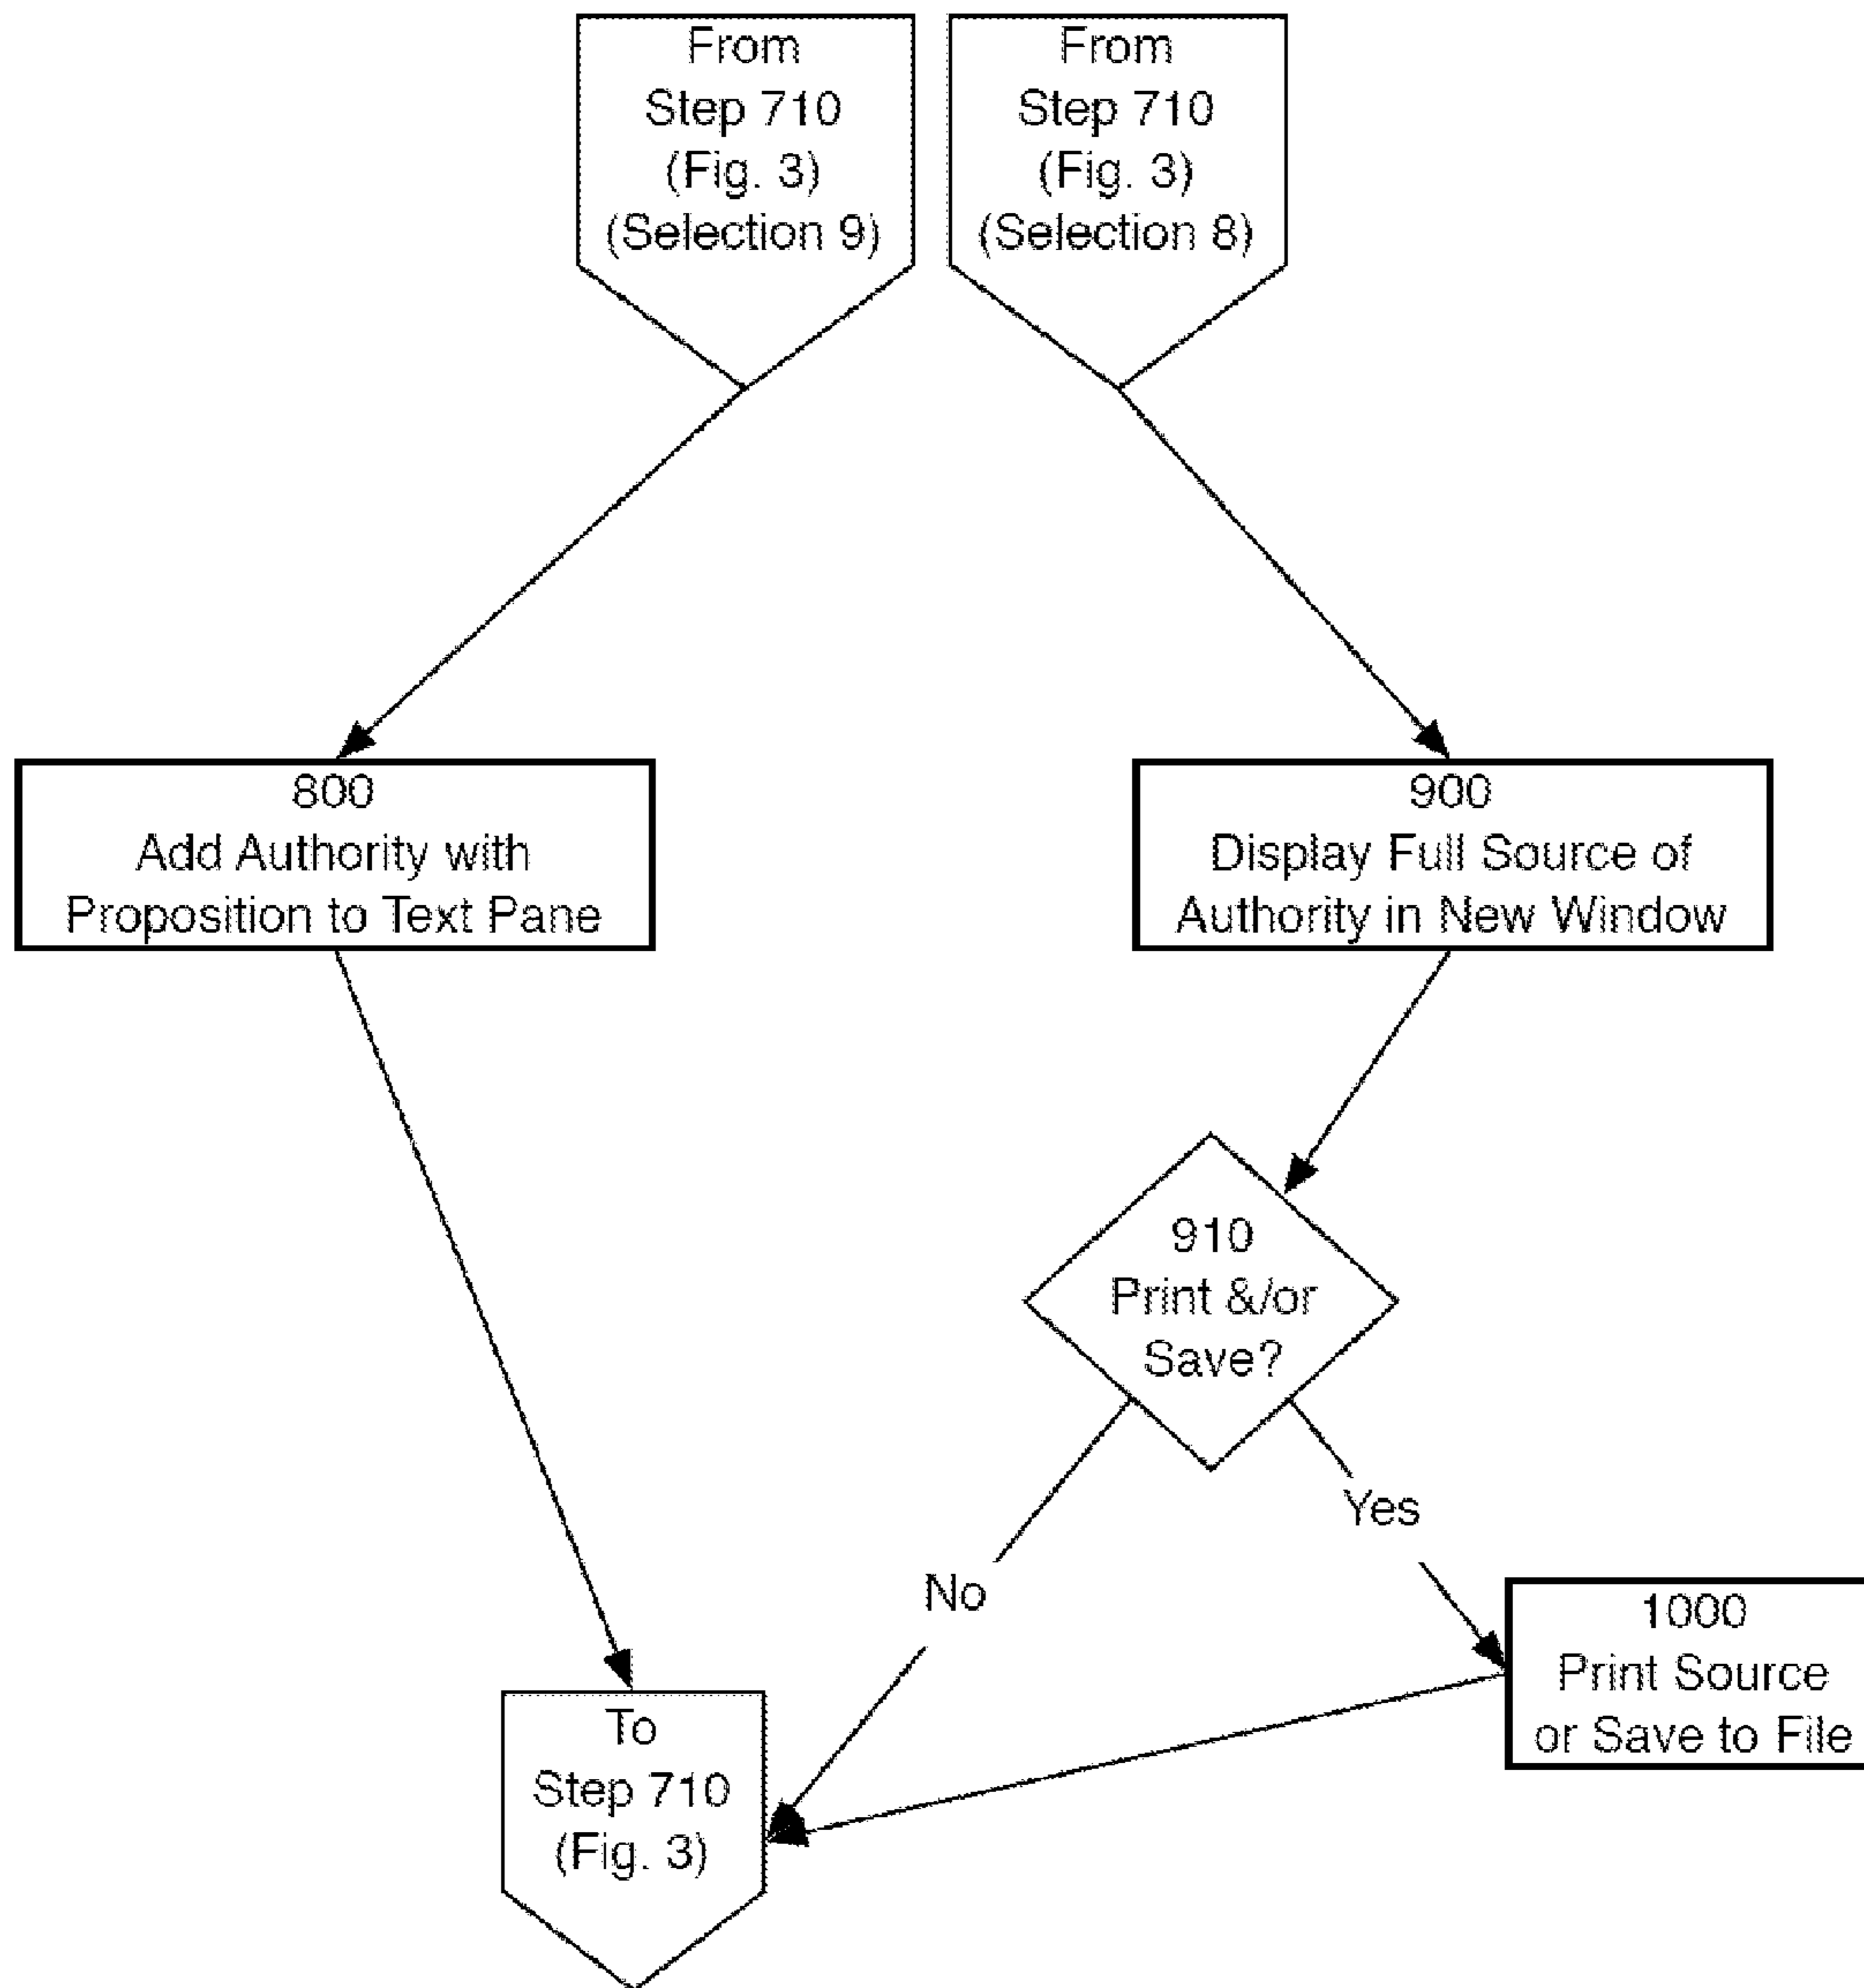 From
Step 710
(Fig. 3)
(Selection 9)
From
Step 710
(Fig. 3)
(Selection 8)
800
Add Authority with
Proposition to Text Pane
900
Display Full Source of
Authority in New Window
910
Print &/or
Save?
Yes
No
1000
Print Source
or Save to File
To
Step 710
(Fig. 3)